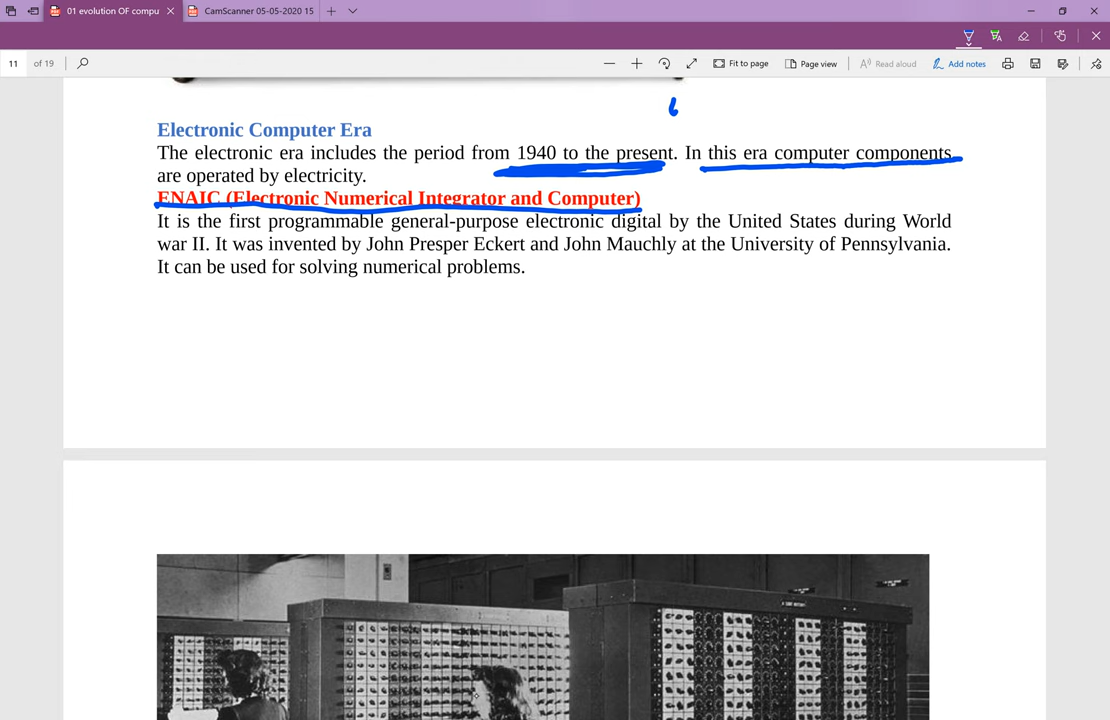 01 evolution OF compu
CamScanner 05-05-2020 15
11 of 19
Fit to page
Page view
Read aloud
Add notes
Electronic Computer Era
The electronic era includes the period from 1940 to the present. In this era computer components
are operated by electricity.
ENAIC (Electronic Numerical Integrator and Computer)
It is the first programmable general-purpose electronic digital by the United States during World
war II. It was invented by John Presper Eckert and John Mauchly at the University of Pennsylvania.
It can be used for solving numerical problems.